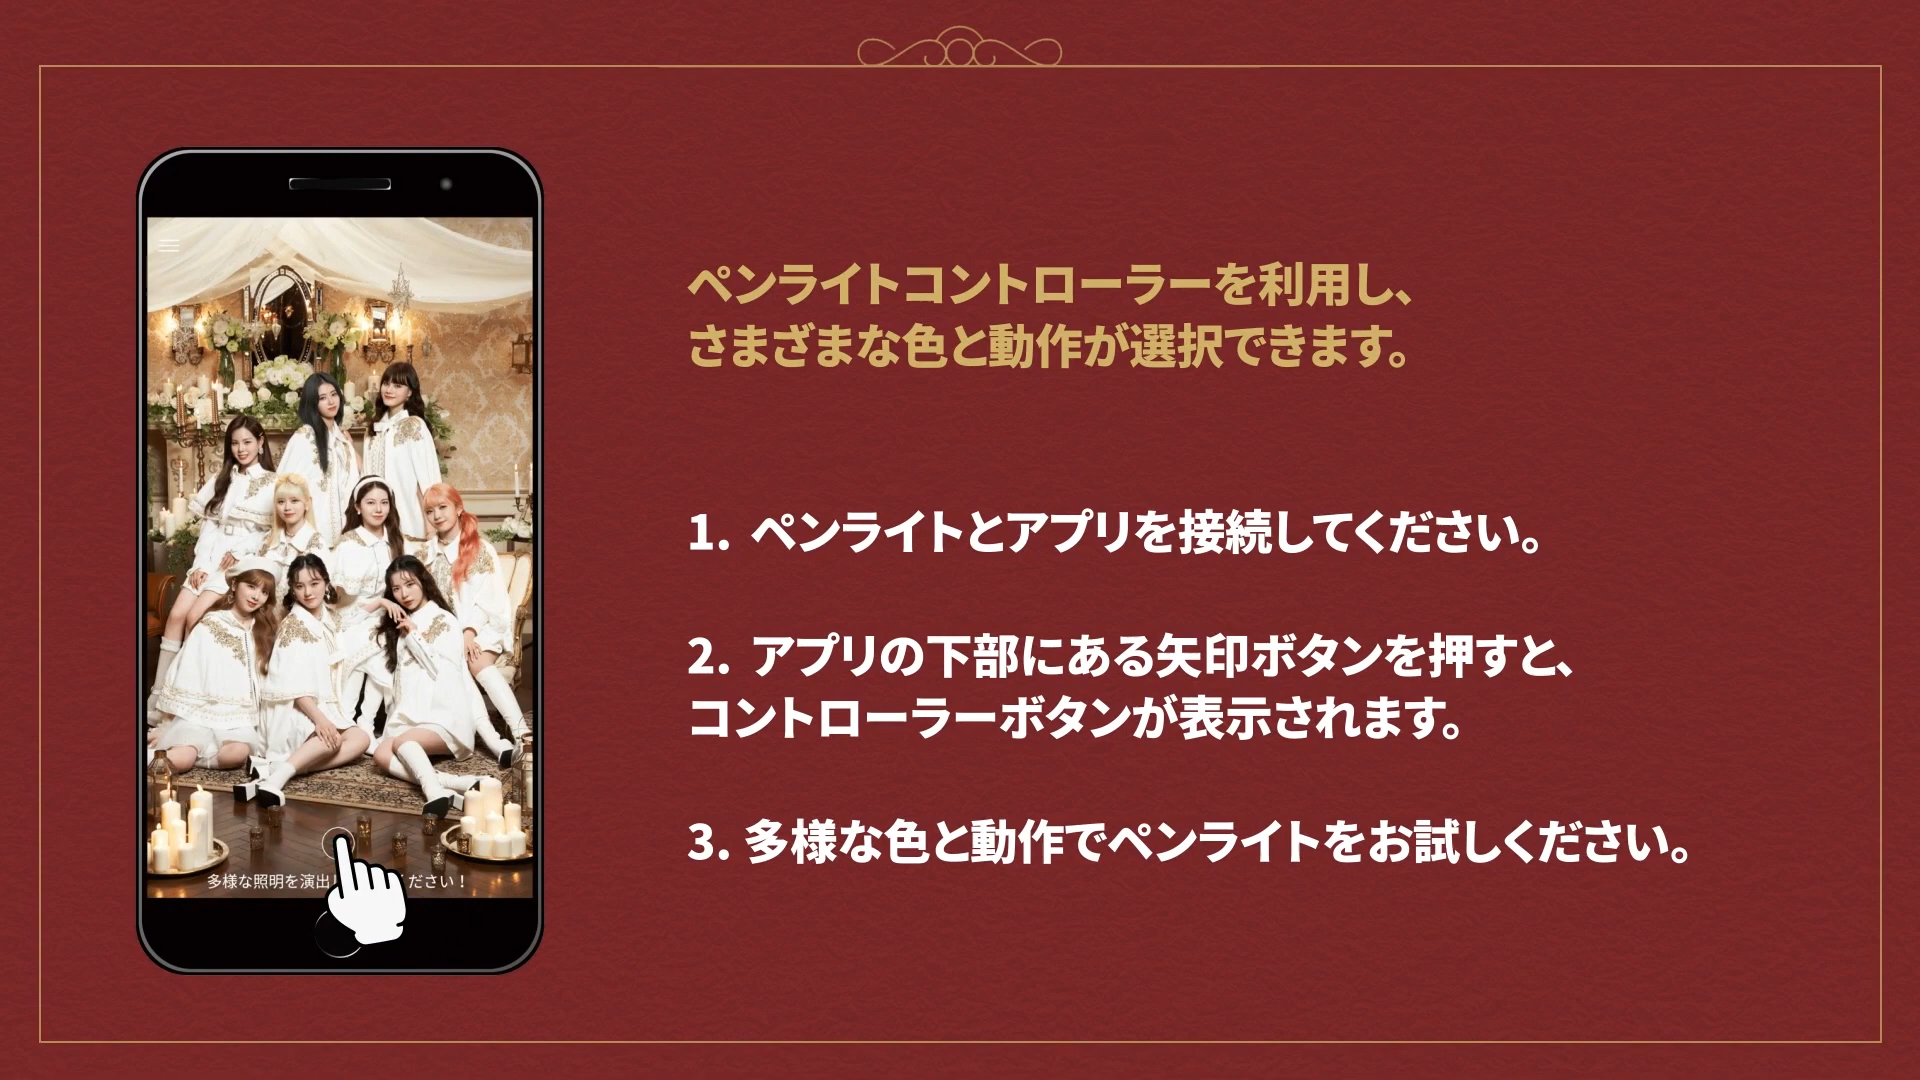 ペンライトコントローラーを利用し、
さまざまな色と動作が選択できます。
1. ペンライトとアプリを接続してください。
2. アプリの下部にある矢印ボタンを押すと、
コントローラーボタンが表示されます。
3. 多様な色と動作でペンライトをお試しください。
多様な照明を演出し ください！